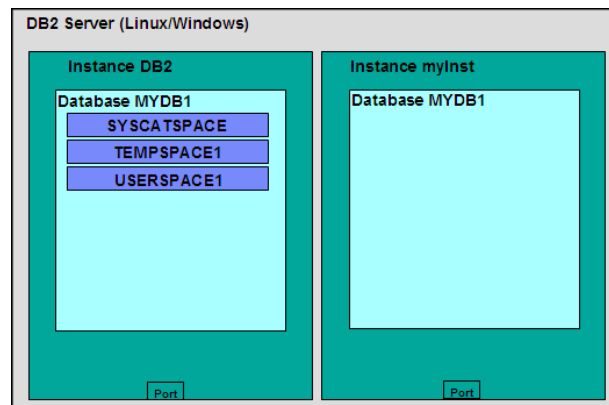 DB2 Server (Linux/Windows)
Instance DB2
Database MYDB1
SYSCATSPACE
TEMPSPACE1
USERSPACE1
Port
Instance myInst
Database MYDB1
Port